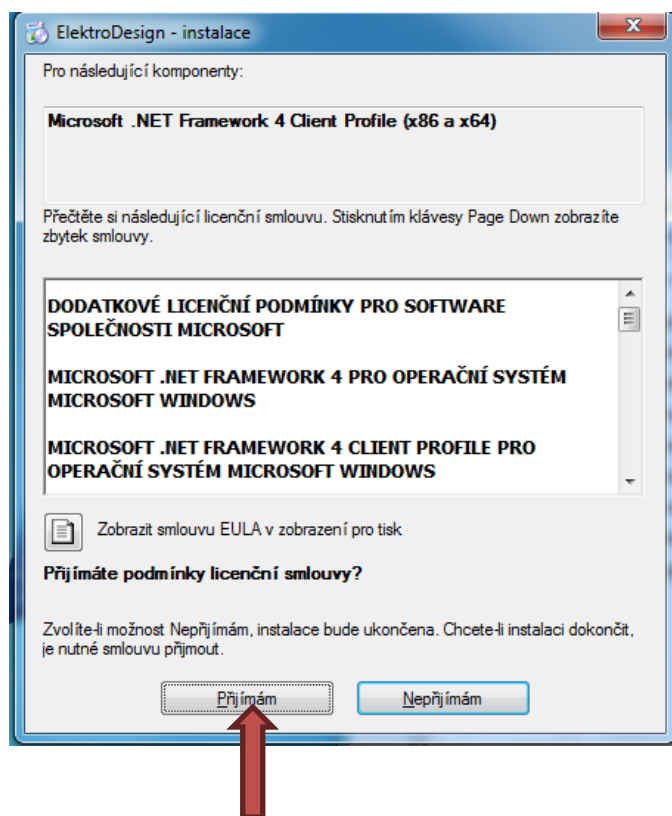 ElektroDesign - instalace
Pro následující komponenty:
Microsoft .NET Framework 4 Client Profile (x86 a x64)
Přečtěte si následující licenční smlouvu. Stisknutím klávesy Page Down zobrazíte
zbytek smlouvy.
DODATKOVÉ LICENČNÍ PODMÍNKY PRO SOFTWARE
SPOLEČNOSTI MICROSOFT
MICROSOFT .NET FRAMEWORK 4 PRO OPERAČNÍ SYSTÉM
MICROSOFT WINDOWS
MICROSOFT .NET FRAMEWORK 4 CLIENT PROFILE PRO
OPERAČNÍ SYSTÉM MICROSOFT WINDOWS
Zobrazit smlouvu EULA v zobrazení pro tisk
Přijímáte podmínky licenční smlouvy?
Zvolíte-li možnost Nepřijímám, instalace bude ukončena. Chcete-li instalaci dokončit,
je nutné smlouvu přijmout.
Přijímám Nepřijímám